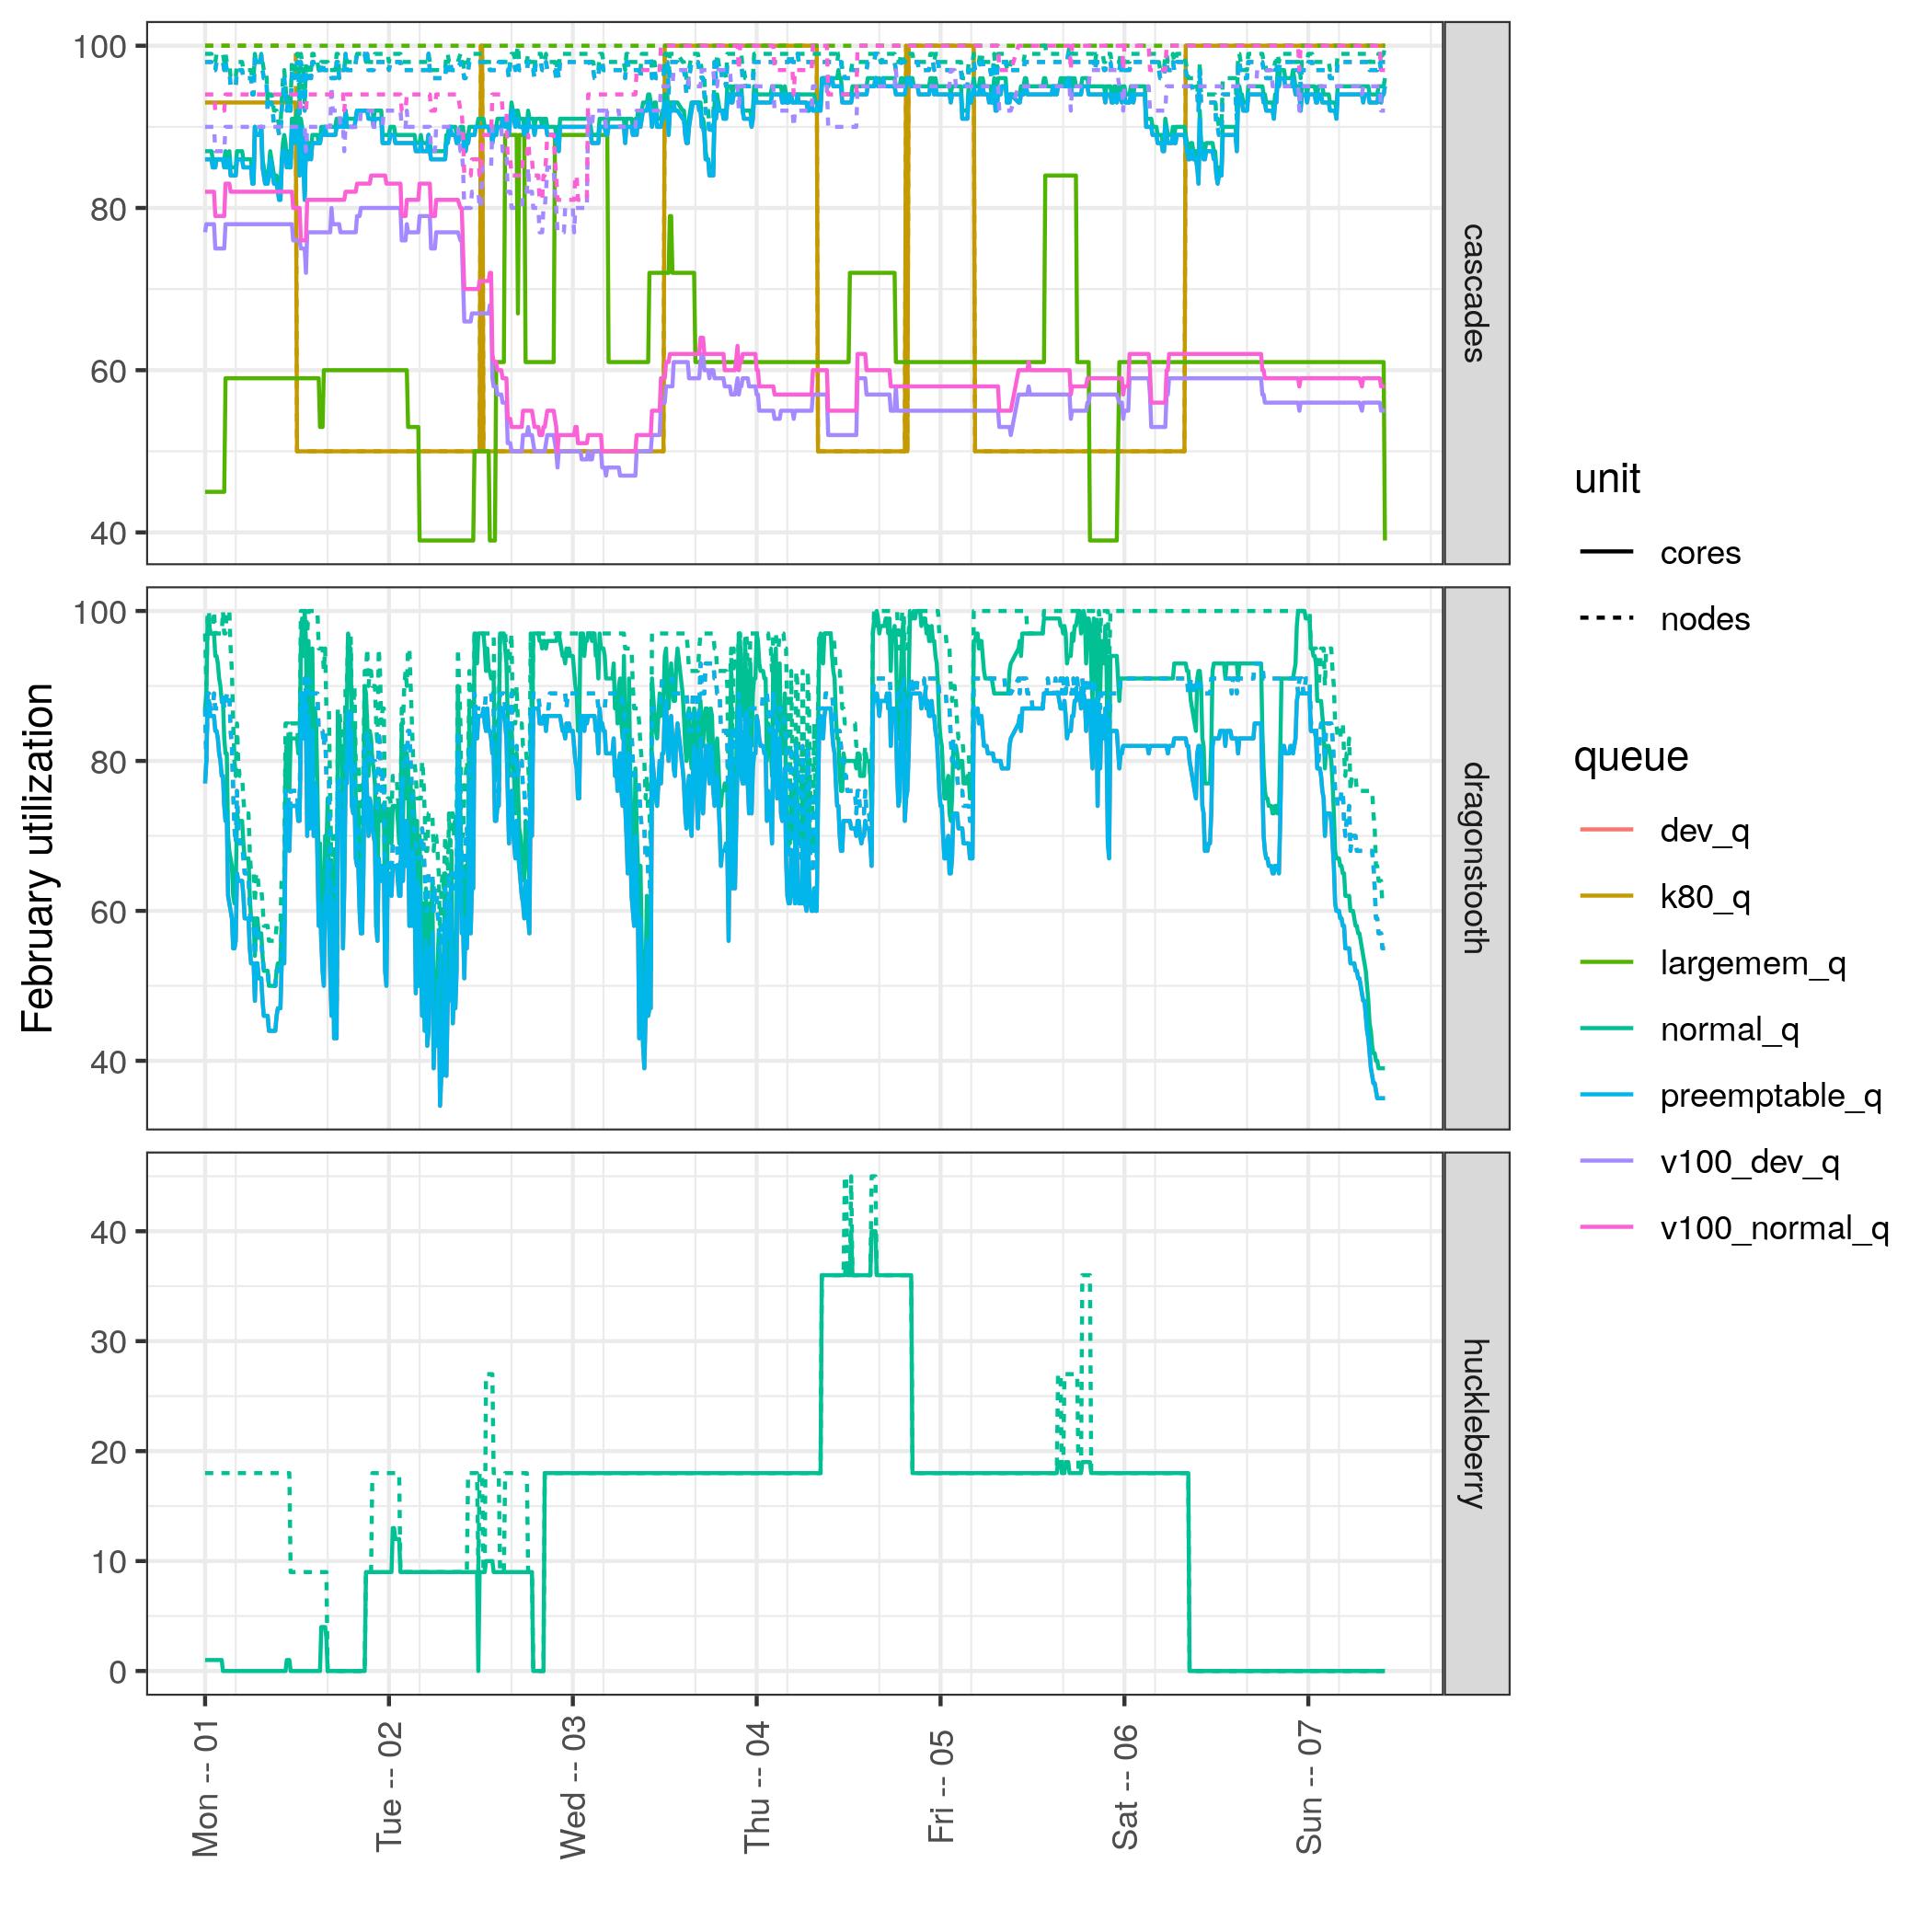 February utilization
100
80
60
40
cascades
100
80
60
40
dragonstooth
40
30
20
10
0
huckleberry
Mon -- 01
Tue -- 02
Wed -- 03
Thu -- 04
Fri -- 05
Sat -- 06
Sun -- 07
unit
cores
nodes
queue
dev_q
k80_q
largemem_q
normal_q
preemptable_q
v100_dev_q
v100_normal_q